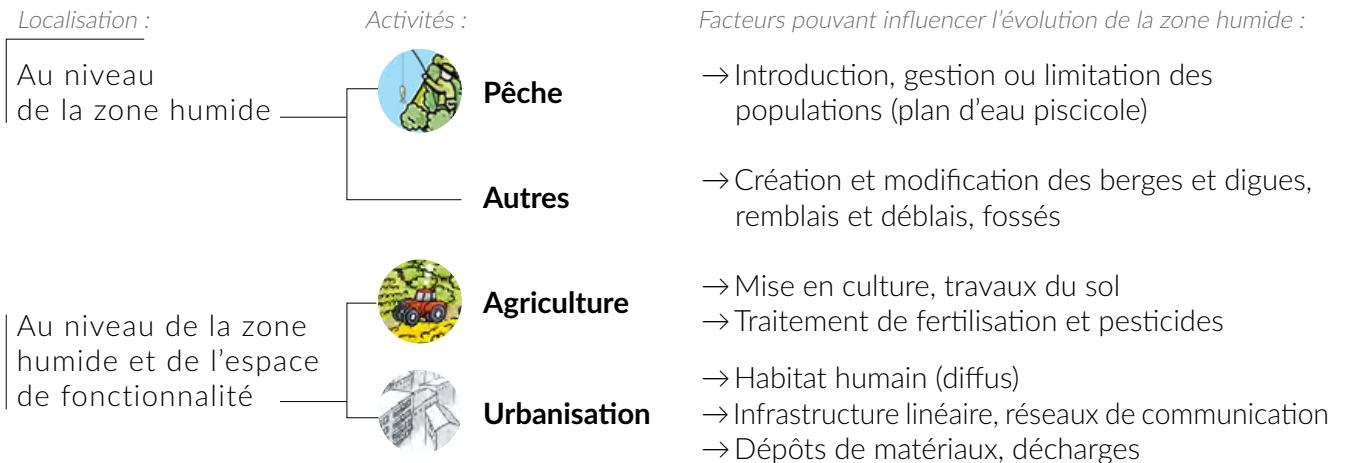 Localisation :
Activités :
Facteurs pouvant influencer l'évolution de la zone humide :
Au niveau
de la zone humide
Pêche
→Introduction, gestion ou limitation des
populations (plan d'eau piscicole)
Autres
→Création et modification des berges et digues,
remblais et déblais, fossés
Au niveau de la zone
humide et de l'espace
de fonctionnalité
Agriculture
→Mise en culture, travaux du sol
→Traitement de fertilisation et pesticides
Urbanisation
→Habitat humain (diffus)
→Infrastructure linéaire, réseaux de communication
→Dépôts de matériaux, décharges